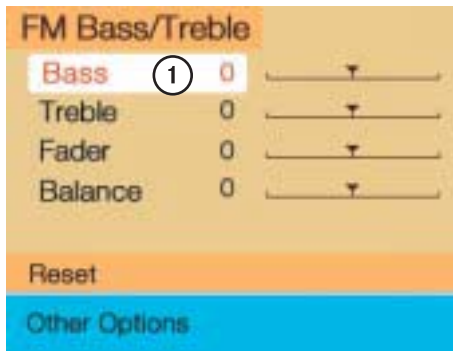 FM Bass/Treble
Bass 1 0
Treble 0
Fader 0
Balance 0
Reset
Other Options